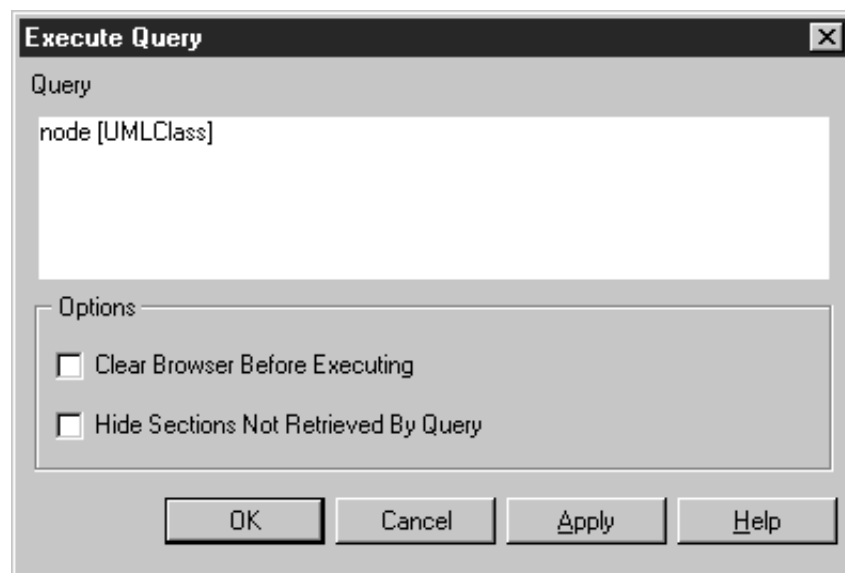 Execute Query
Query
node [UMLClass]
Options
Clear Browser Before Executing
Hide Sections Not Retrieved By Query
OK Cancel Apply Help